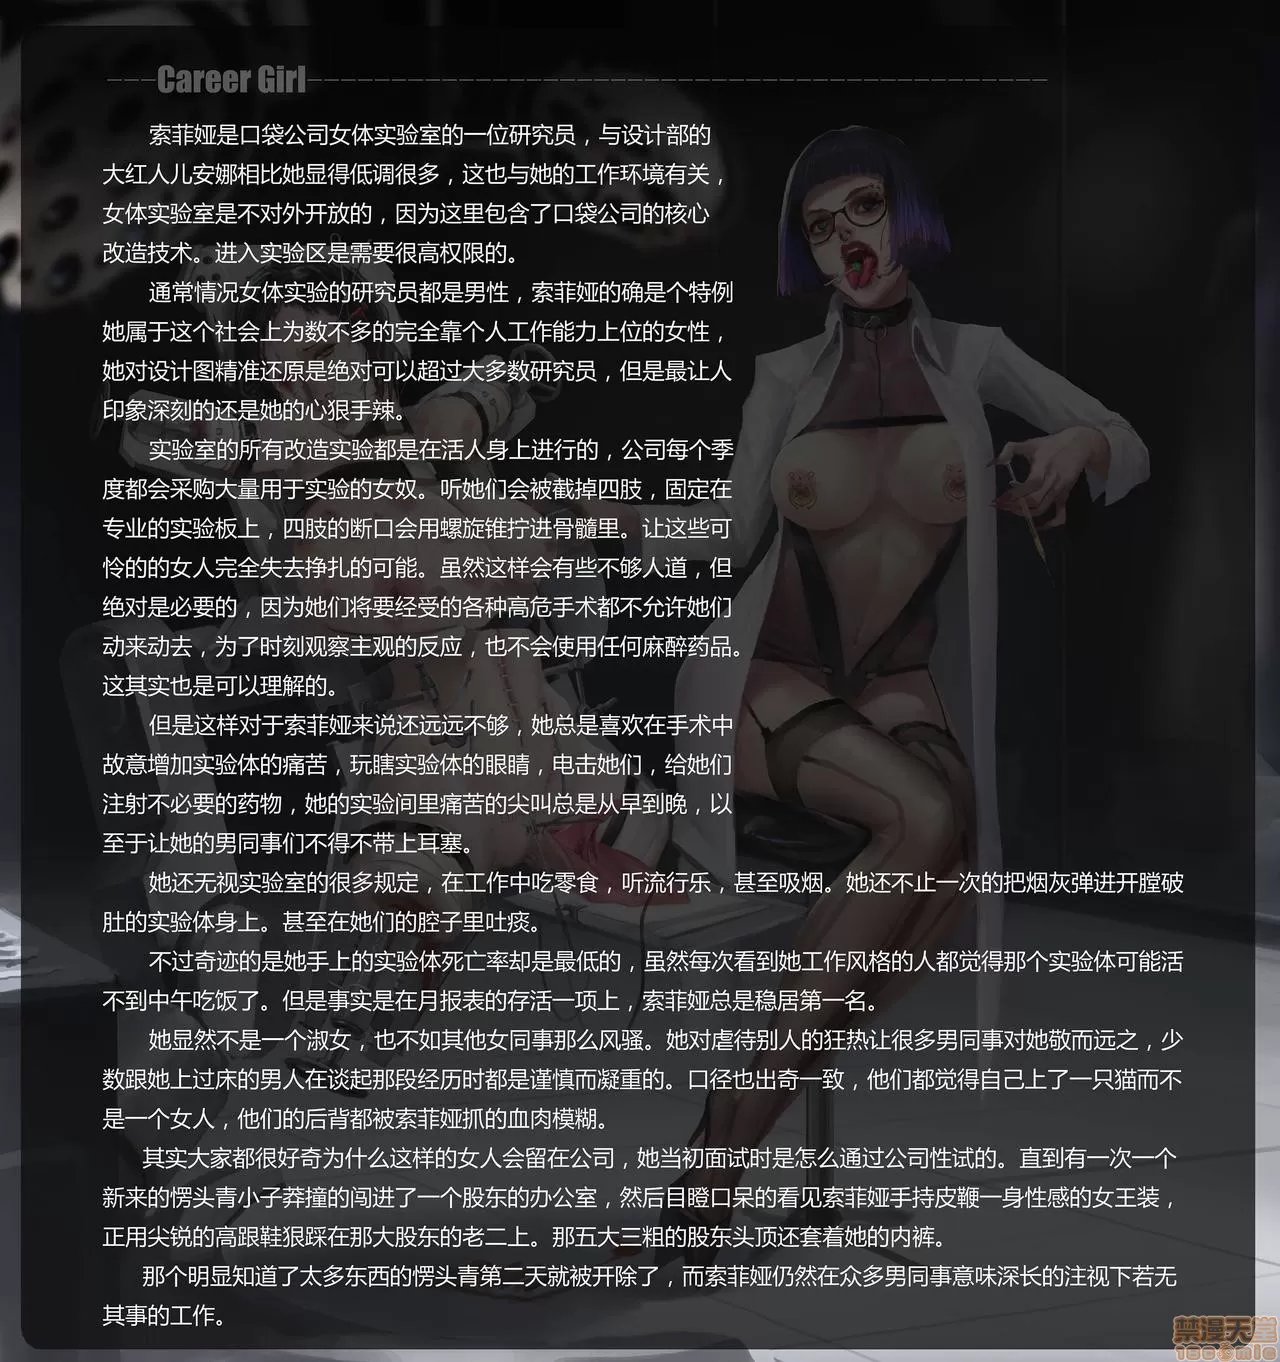 Career Girl
索菲娅是口袋公司女体实验室的一位研究员，与设计部的
大红人儿安娜相比她显得低调很多，这也与她的工作环境有关，
女体实验室是不对外开放的，因为这里包含了口袋公司的核心
改造技术。进入实验区是需要很高权限的。
通常情况女体实验的研究员都是男性，索菲娅的确是个特例
她属于这个社会上为数不多的完全靠个人工作能力上位的女性，
她对设计图精准还原是绝对可以超过大多数研究员，但是最让人
印象深刻的还是她的心狠手辣。
实验室的所有改造实验都是在活人身上进行的，公司每个季
度都会采购大量用于实验的女奴。听她们会被截掉四肢，固定在
专业的实验板上，四肢的断口会用螺旋锥拧进骨髓里。让这些可
怜的的女人完全失去挣扎的可能。虽然这样会有些不够人道，但
绝对是必要的，因为她们将要经受的各种高危手术都不允许她们
动来动去，为了时刻观察主观的反应，也不会使用任何麻醉药品。
这其实也是可以理解的。
但是这样对于索菲娅来说还远远不够，她总是喜欢在手术中
故意增加实验体的痛苦，玩瞎实验体的眼睛，电击她们，给她们
注射不必要的药物，她的实验间里痛苦的尖叫总是从早到晚，以
至于让她的男同事们不得不带上耳塞。
她还无视实验室的很多规定，在工作中吃零食，听流行乐，甚至吸烟。她还不止一次的把烟灰弹进开膛破
肚的实验体身上。甚至在她们的腔子里吐痰。
不过奇迹的是她手上的实验体死亡率却是最低的，虽然每次看到她工作风格的人都觉得那个实验体可能活
不到中午吃饭了。但是事实是在月报表的存活一项上，索菲娅总是稳居第一名。
她显然不是一个淑女，也不如其他女同事那么风骚。她对虐待别人的狂热让很多男同事对她敬而远之，少
数跟她上过床的男人在谈起那段经历时都是谨慎而凝重的。口径也出奇一致，他们都觉得自己上了一只猫而不
是一个女人，他们的后背都被索菲娅抓的血肉模糊。
其实大家都很好奇为什么这样的女人会留在公司，她当初面试时是怎么通过公司性试的。直到有一次一个
新来的愣头青小子莽撞的闯进了一个股东的办公室，然后目瞪口呆的看见索菲娅手持皮鞭一身性感的女王装，
正用尖锐的高跟鞋狠踩在那大股东的老二上。那五大三粗的股东头顶还套着她的内裤。
那个明显知道了太多东西的愣头青第二天就被开除了，而索菲娅仍然在众多男同事意味深长的注视下若无
其事的工作。
禁漫天堂